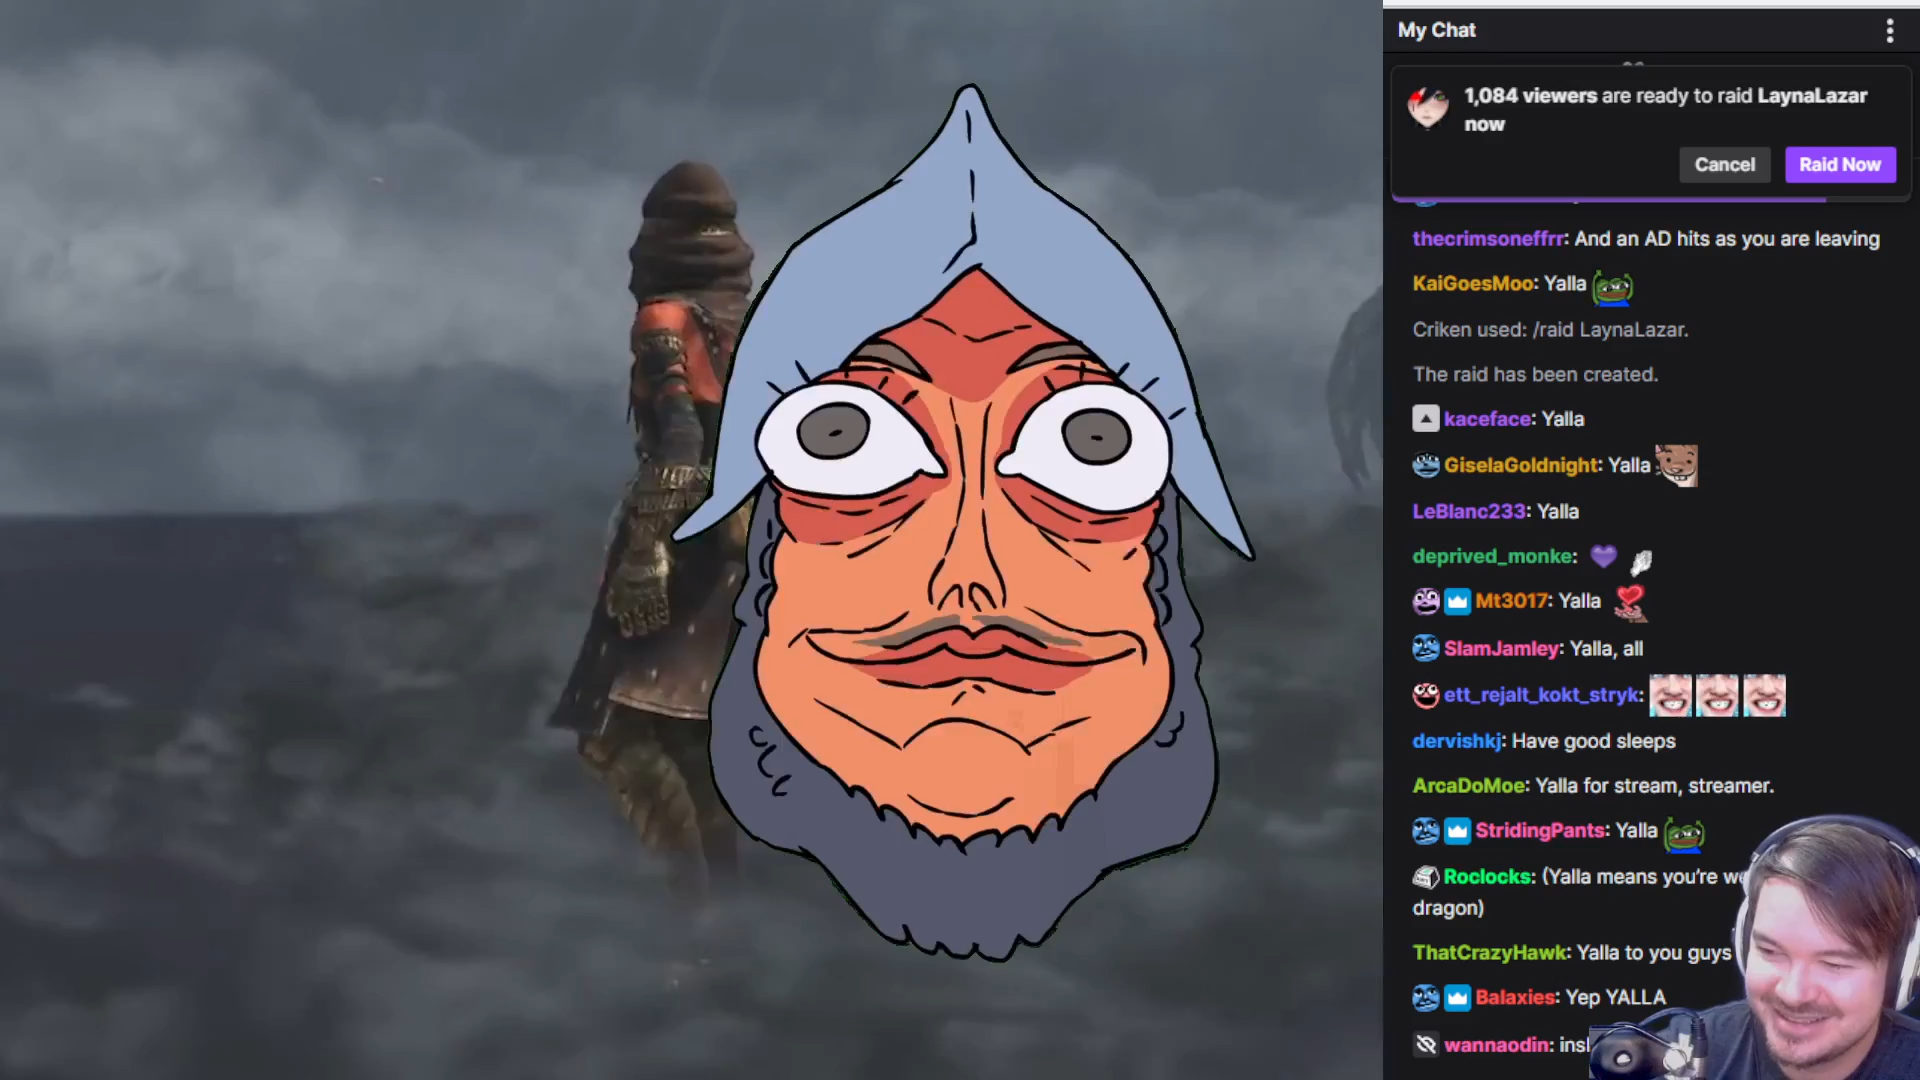 My Chat
1,084 viewers are ready to raid LaynaLazar
now
Cancel
Raid Now
thecrimsoneffrr: And an AD hits as you are leaving
KaiGoesMoo: Yalla
Criken used: /raid LaynaLazar.
The raid has been created.
kaceface: Yalla
GiselaGoldnight: Yalla
LeBlanc233: Yalla
deprived_monke:
Mt3017: Yalla
SlamJamley: Yalla, all
ett_rejalt_kokt_stryk:
dervishkj: Have good sleeps
ArcaDoMoe: Yalla for stream, streamer.
StridingPants: Yalla
Roclocks: (Yalla means you're
dragon)
ThatCrazyHawk: Yalla to you guys
Balaxies: Yep YALLA
wannaodin: